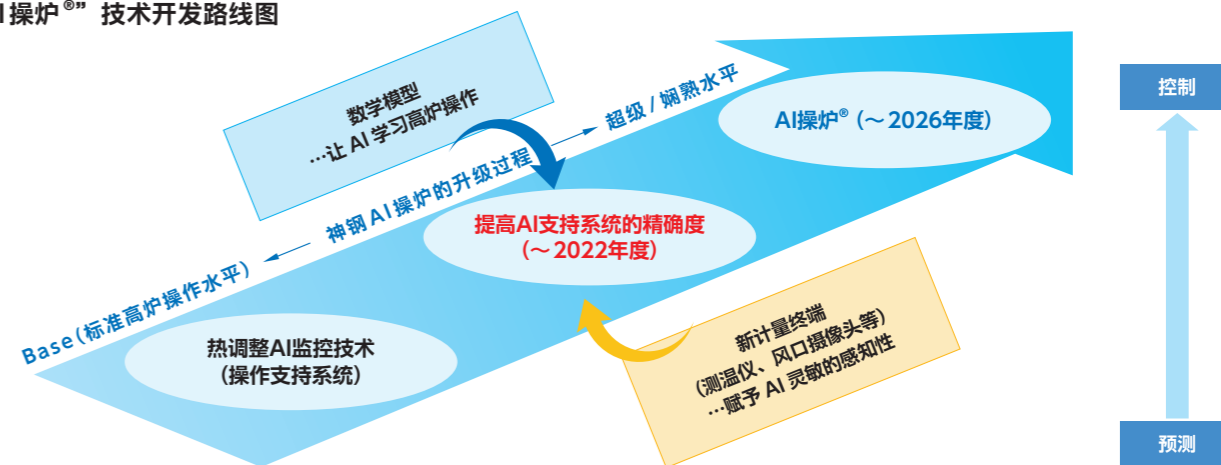 I操炉®”技术开发路线图
数学模型
…让 AI 学习高炉操作
超级 / 娴熟水平
AI操炉®(～2026年度)
控制
神钢AI操炉的升级过程
提高AI支持系统的精确度
(～2022年度)
Base(标准高炉操作水平)
热调整AI监控技术
(操作支持系统)
新计量终端
(测温仪、风口摄像头等)
…赋予 AI 灵敏的感知性
预测